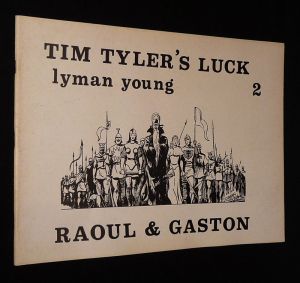 TIM TYLER'S LUCK
lyman young 2
RAOUL & GASTON